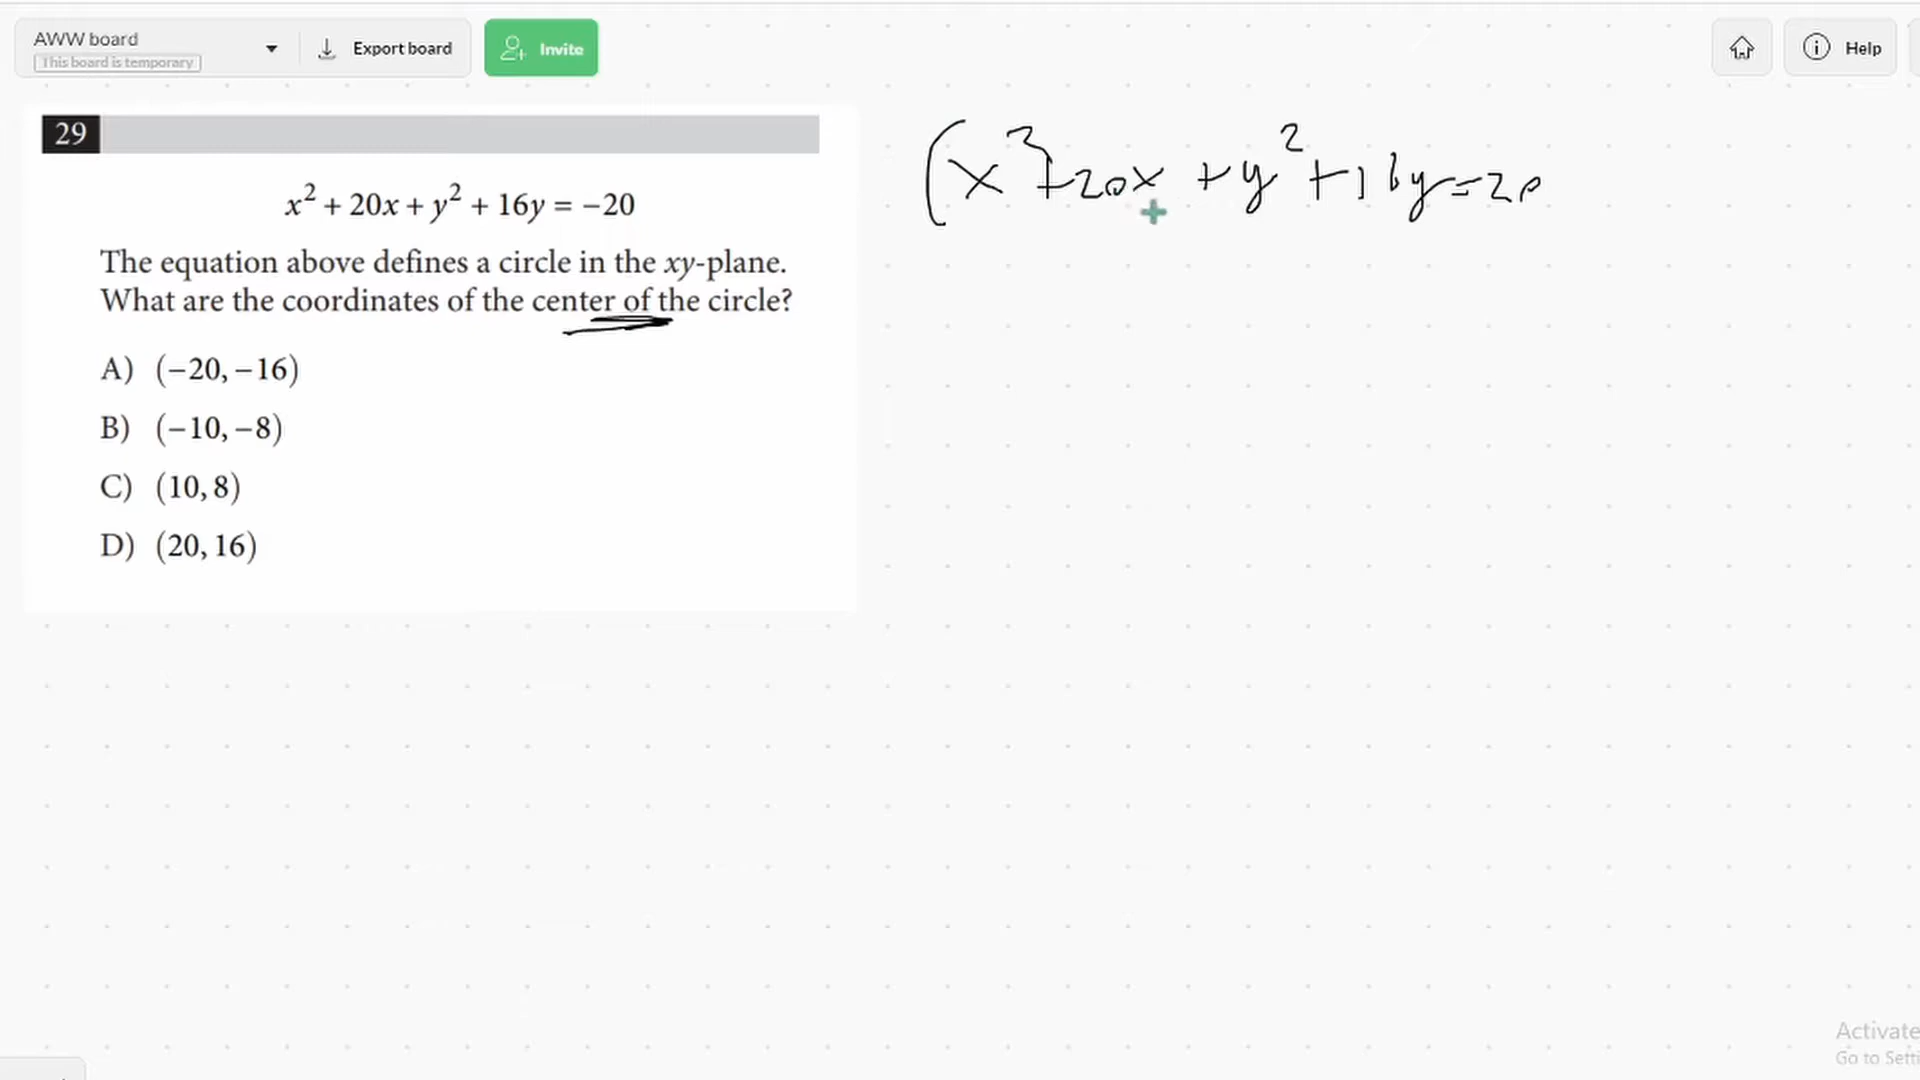 AWW board
This board is temporary
Export board
Invite
Help
29
x² + 20x + y² + 16y = −20
The equation above defines a circle in the xy-plane.
What are the coordinates of the center of the circle?
A) (−20, −16)
B) (−10, −8)
C) (10, 8)
D) (20, 16)
(x²+20x +y²+16y=20
Activate
Go to Setti